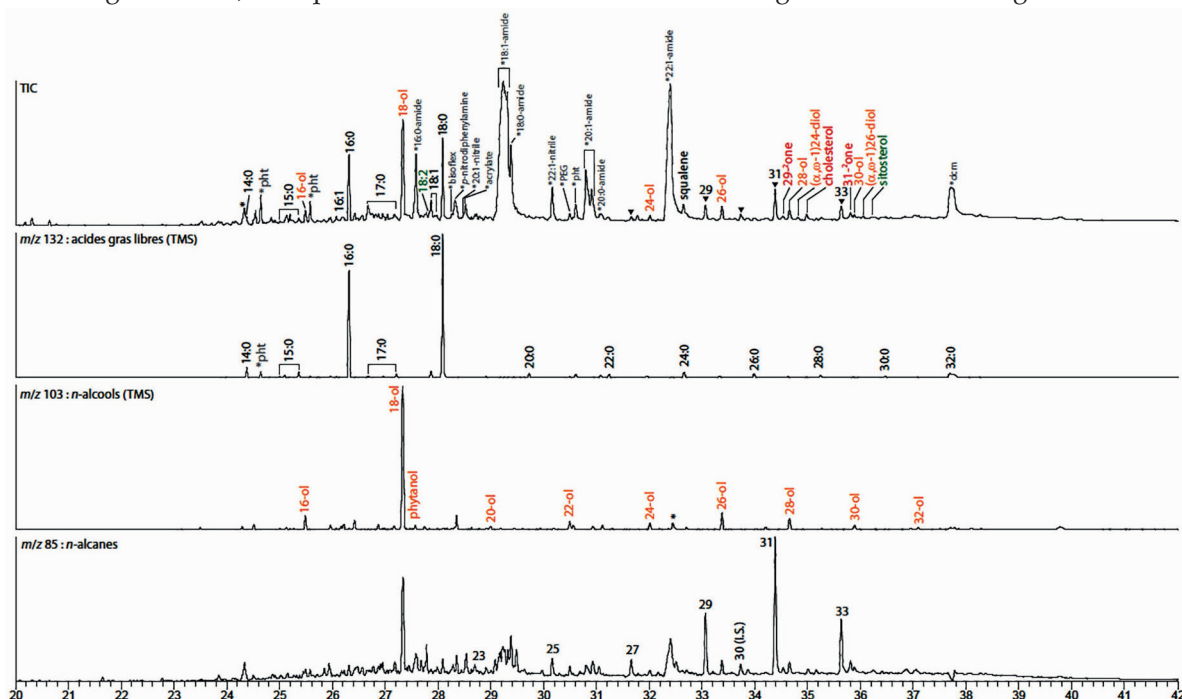 TIC
*
14:0
*pht
15:0
16-ol
*pht
16:1
16:0
17:0
18-ol
*16:0-amide
18:2
18:1
18:0
*bisoflex
*p-nitrodiphenylamine
*20:1-nitrile
*acrylate
*18:1-amide
*18:0-amide
*22:1-nitrile
*PEG
*pht
*20:1-amide
*20:0-amide
24-ol
*22:1-amide
squalene
29
26-ol
31
29-²one
28-ol
(α,ω-1)24-diol
cholesterol
33
31-²one
30-ol
(α,ω-1)26-diol
sitosterol
*dcm
m/z 132 : acides gras libres (TMS)
14:0
*pht
15:0
16:0
17:0
18:0
20:0
22:0
24:0
26:0
28:0
30:0
32:0
m/z 103 : n-alcools (TMS)
16-ol
18-ol
phytanol
20-ol
22-ol
24-ol
*
26-ol
28-ol
30-ol
32-ol
m/z 85 : n-alcanes
23
25
27
29
30 (I.S.)
31
33
20 21 22 23 24 25 26 27 28 29 30 31 32 33 34 35 36 37 38 39 40 41 42